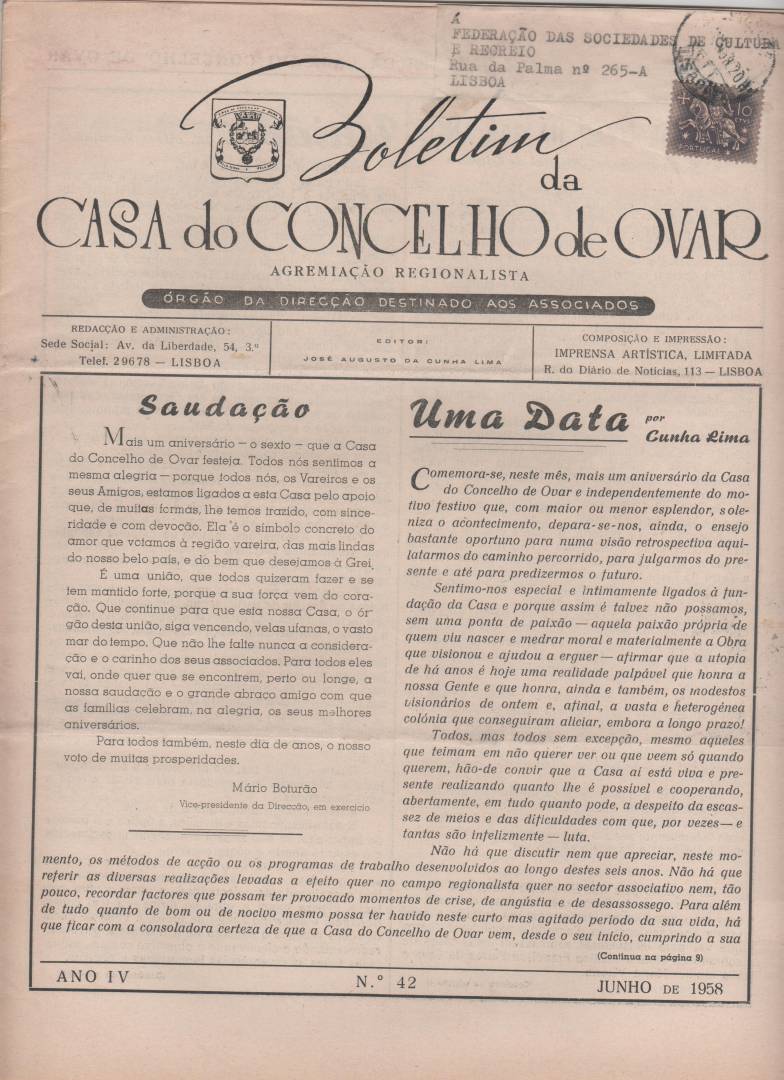 Á
FEDERAÇÃO DAS SOCIEDADES DE CULTURA
E RECREIO
Rua da Palma nº 265-A
LISBOA
PORTUGAL
Boletim
da
CASA do CONCELHO de OVAR
AGREMIAÇÃO REGIONALISTA
ÓRGÃO DA DIRECÇÃO DESTINADO AOS ASSOCIADOS
REDACÇÃO E ADMINISTRAÇÃO:
Sede Social: Av. da Liberdade, 54, 3.º
Telef. 29678 — LISBOA
EDITOR:
JOSÉ AUGUSTO DA CUNHA LIMA
COMPOSIÇÃO E IMPRESSÃO:
IMPRENSA ARTÍSTICA, LIMITADA
R. do Diário de Notícias, 113 — LISBOA
Saudação
Mais um aniversário — o sexto — que a Casa
do Concelho de Ovar festeja. Todos nós sentimos a
mesma alegria — porque todos nós, os Vareiros e os
seus Amigos, estamos ligados a esta Casa pelo apoio
que, de muitas formas, lhe temos trazido, com since-
ridade e com devoção. Ela é o símbolo concreto do
amor que votamos à região vareira, das mais lindas
do nosso belo país, e do bem que desejamos à Grei.
É uma união, que todos quizeram fazer e se
tem mantido forte, porque a sua força vem do cora-
ção. Que continue para que esta nossa Casa, o ór-
gão desta união, siga vencendo, velas ufanas, o vasto
mar do tempo. Que não lhe falte nunca a considera-
ção e o carinho dos seus associados. Para todos eles
vai, onde quer que se encontrem, perto ou longe, a
nossa saudação e o grande abraço amigo com que
as famílias celebram, na alegria, os seus melhores
aniversários.
Para todos também, neste dia de anos, o nosso
voto de muitas prosperidades.
Mário Boturão
Vice-presidente da Direcção, em exercício
Uma Data por
Cunha Lima
Comemora-se, neste mês, mais um aniversário da Casa
do Concelho de Ovar e independentemente do mo-
tivo festivo que, com maior ou menor esplendor, sole-
niza o acontecimento, depara-se-nos, ainda, o ensejo
bastante oportuno para numa visão retrospectiva aqui-
latarmos do caminho percorrido, para julgarmos do pre-
sente e até para predizermos o futuro.
Sentimo-nos especial e intimamente ligados à fun-
dação da Casa e porque assim é talvez não possamos,
sem uma ponta de paixão — aquela paixão própria de
quem viu nascer e medrar moral e materialmente a Obra
que visionou e ajudou a erguer — afirmar que a utopia
de há anos é hoje uma realidade palpável que honra a
nossa Gente e que honra, ainda e também, os modestos
visionários de ontem e, afinal, a vasta e heterogénea
colónia que conseguiram aliciar, embora a longo prazo!
Todos, mas todos sem excepção, mesmo aqueles
que teimam em não querer ver ou que veem só quando
querem, hão-de convir que a Casa aí está viva e pre-
sente realizando quanto lhe é possível e cooperando,
abertamente, em tudo quanto pode, a despeito da escas-
sez de meios e das dificuldades com que, por vezes — e
tantas são infelizmente — luta.
Não há que discutir nem que apreciar, neste mo-
mento, os métodos de acção ou os programas de trabalho desenvolvidos ao longo destes seis anos. Não há que
referir as diversas realizações levadas a efeito quer no campo regionalista quer no sector associativo nem, tão
pouco, recordar factores que possam ter provocado momentos de crise, de angústia e de desassossego. Para além
de tudo quanto de bom ou de nocivo mesmo possa ter havido neste curto mas agitado período da sua vida, há
que ficar com a consoladora certeza de que a Casa do Concelho de Ovar vem, desde o seu início, cumprindo a sua
(Continua na página 9)
ANO IV
N.º 42
JUNHO DE 1958